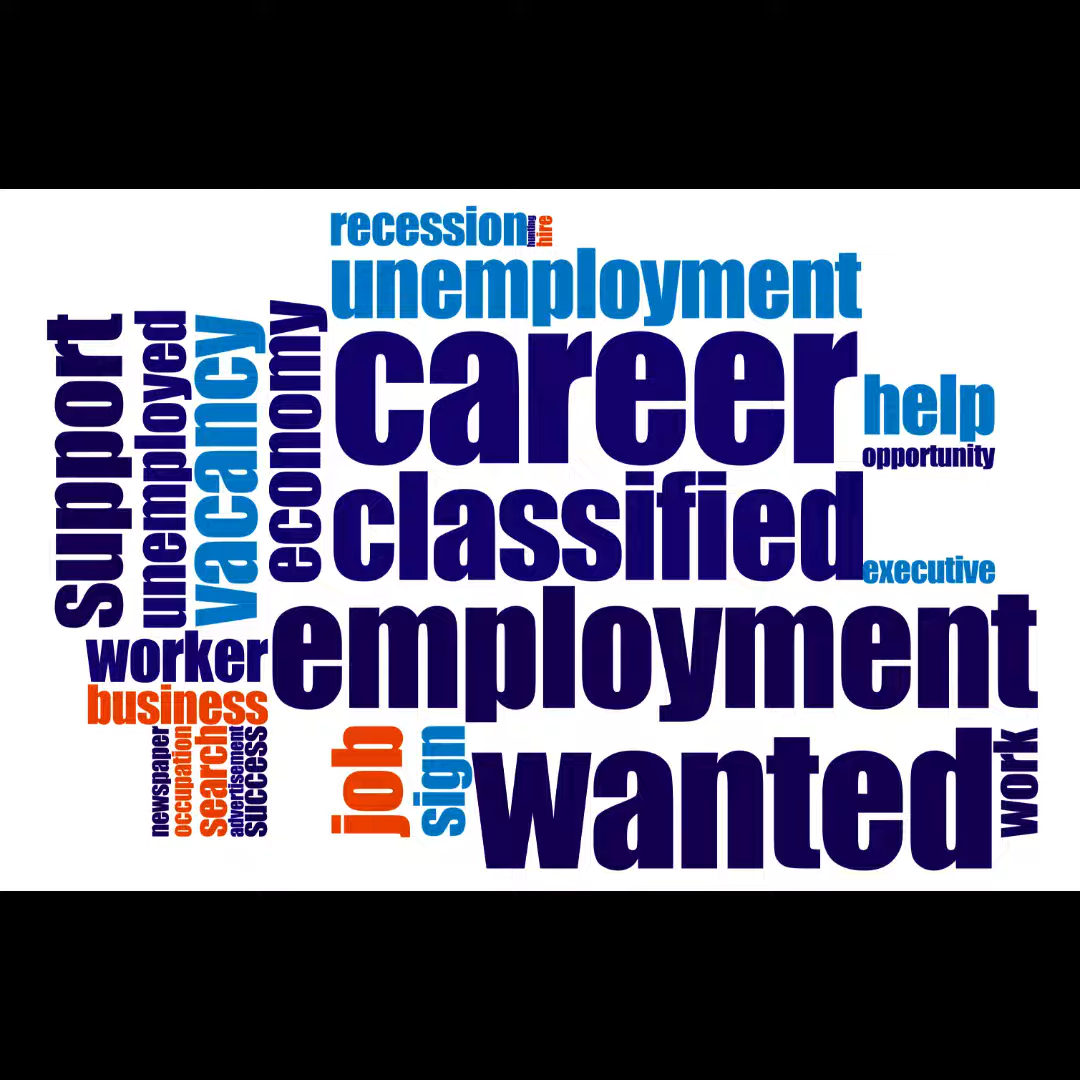 recession
hunting
hire
unemployment
support
unemployed
vacancy
economy
career
help
opportunity
classified
executive
employment
worker
business
newspaper
occupation
search
advertisement
success
job
sign
wanted
work